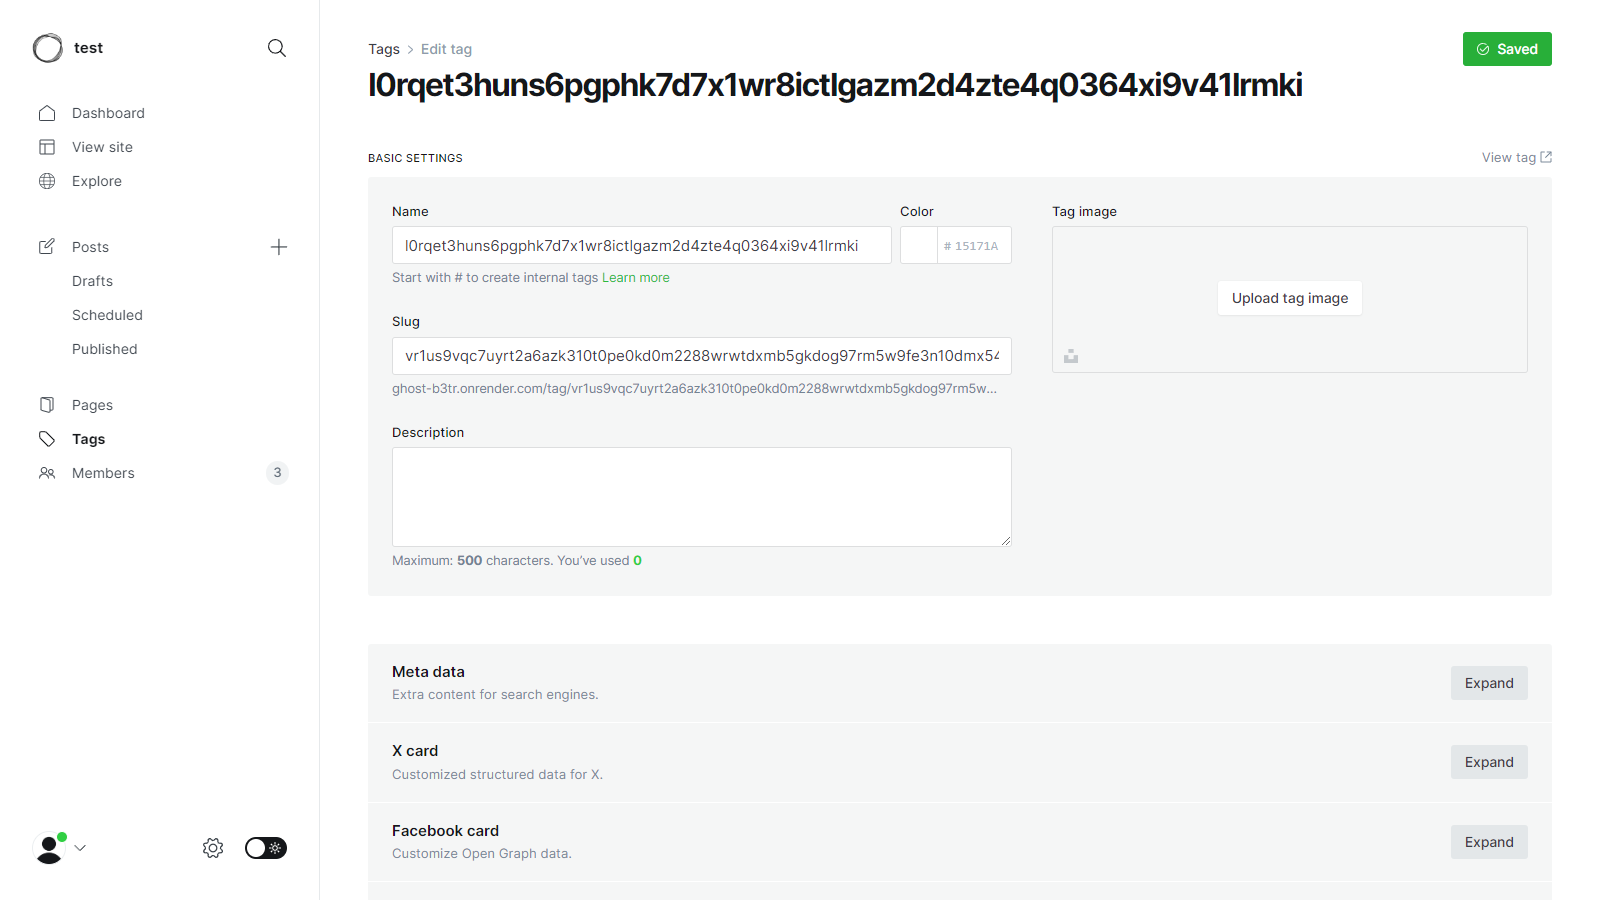 test
Dashboard
View site
Explore
Posts
Drafts
Scheduled
Published
Pages
Tags
Members
3
Tags > Edit tag
Saved
l0rqet3huns6pgphk7d7x1wr8ictlgazm2d4zte4q0364xi9v41lrmki
BASIC SETTINGS
View tag
Name
l0rqet3huns6pgphk7d7x1wr8ictlgazm2d4zte4q0364xi9v41lrmki
Start with # to create internal tags Learn more
Color
# 15171A
Tag image
Upload tag image
Slug
vr1us9vqc7uyrt2a6azk310t0pe0kd0m2288wrwtdxmb5gkdog97rm5w9fe3n10dmx54
ghost-b3tr.onrender.com/tag/vr1us9vqc7uyrt2a6azk310t0pe0kd0m2288wrwtdxmb5gkdog97rm5w...
Description
Maximum: 500 characters. You’ve used 0
Meta data
Extra content for search engines.
Expand
X card
Customized structured data for X.
Expand
Facebook card
Customize Open Graph data.
Expand